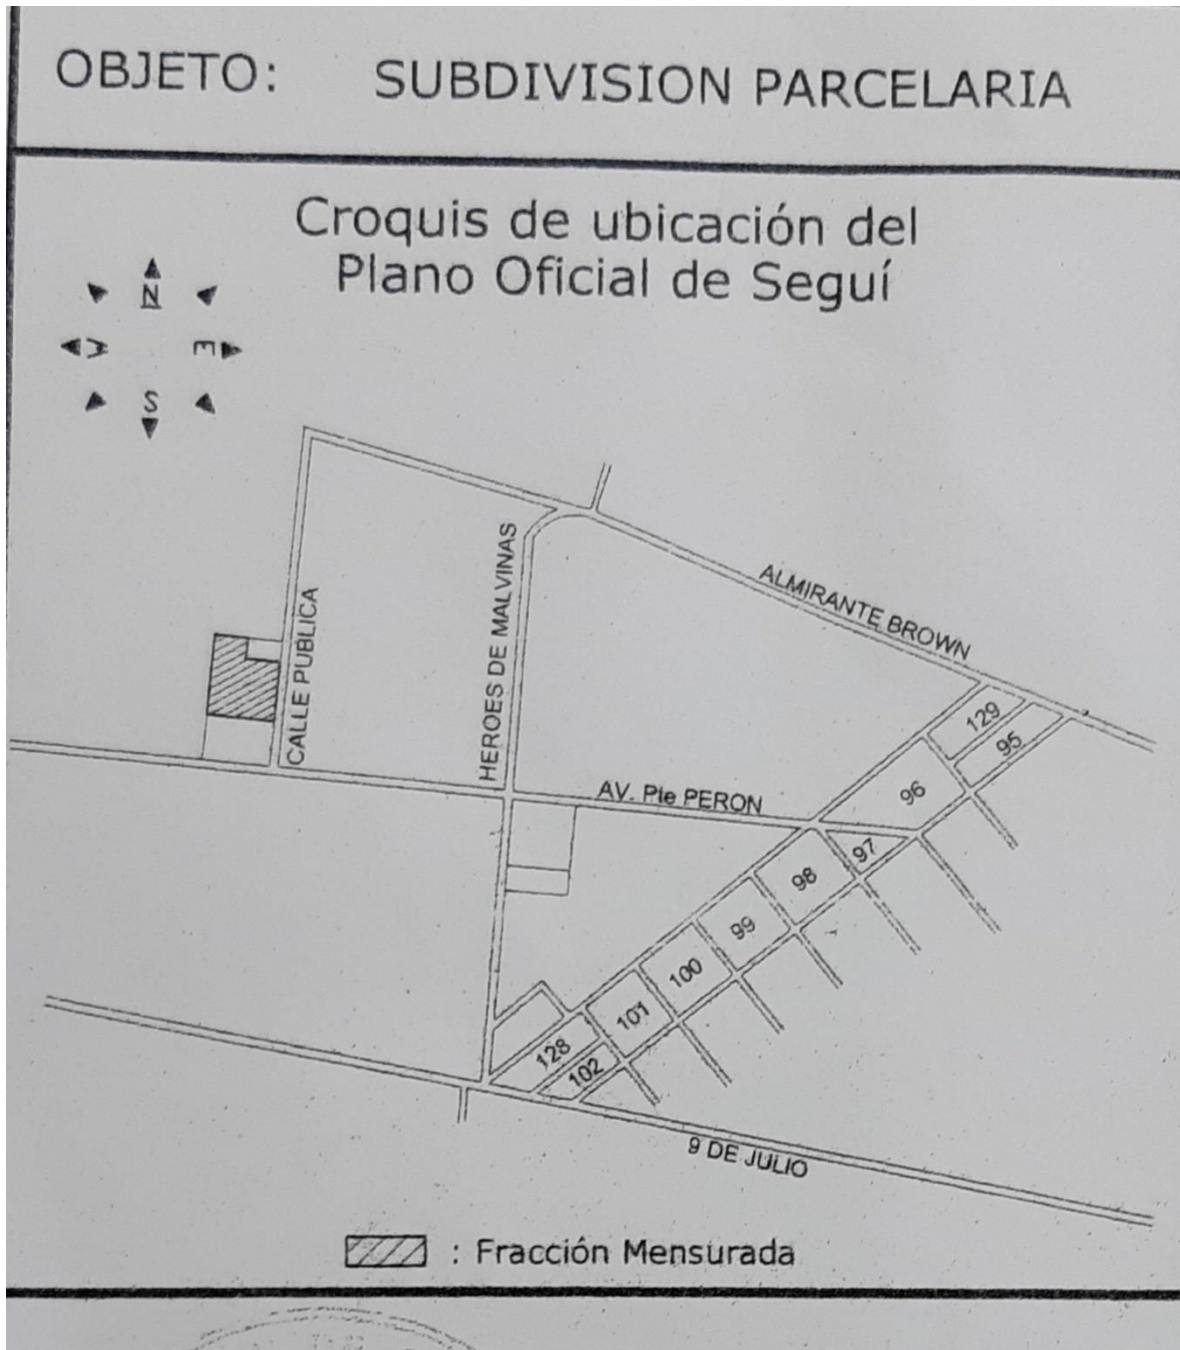 OBJETO: SUBDIVISION PARCELARIA
Croquis de ubicación del
Plano Oficial de Seguí
N
W
E
S
CALLE PUBLICA
HEROES DE MALVINAS
ALMIRANTE BROWN
AV. Pte PERON
129
95
96
97
98
99
100
101
128
102
9 DE JULIO
: Fracción Mensurada